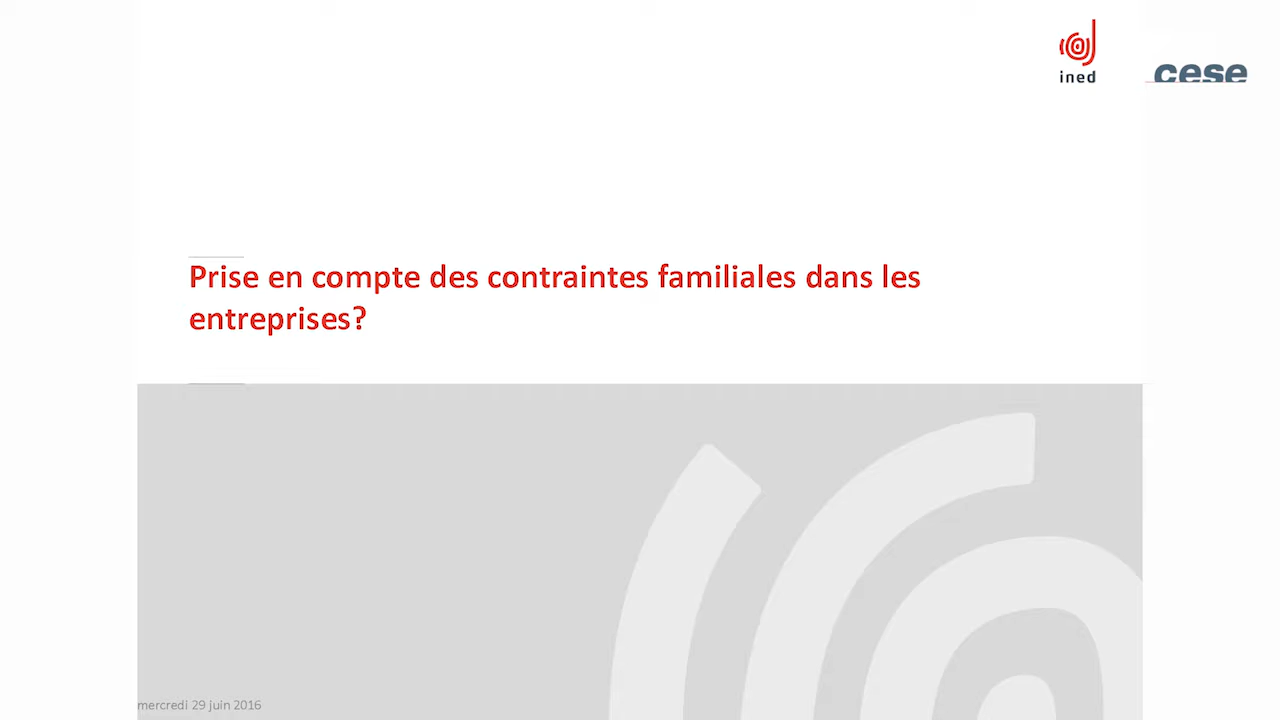 ined
cese
Prise en compte des contraintes familiales dans les
entreprises?
mercredi 29 juin 2016